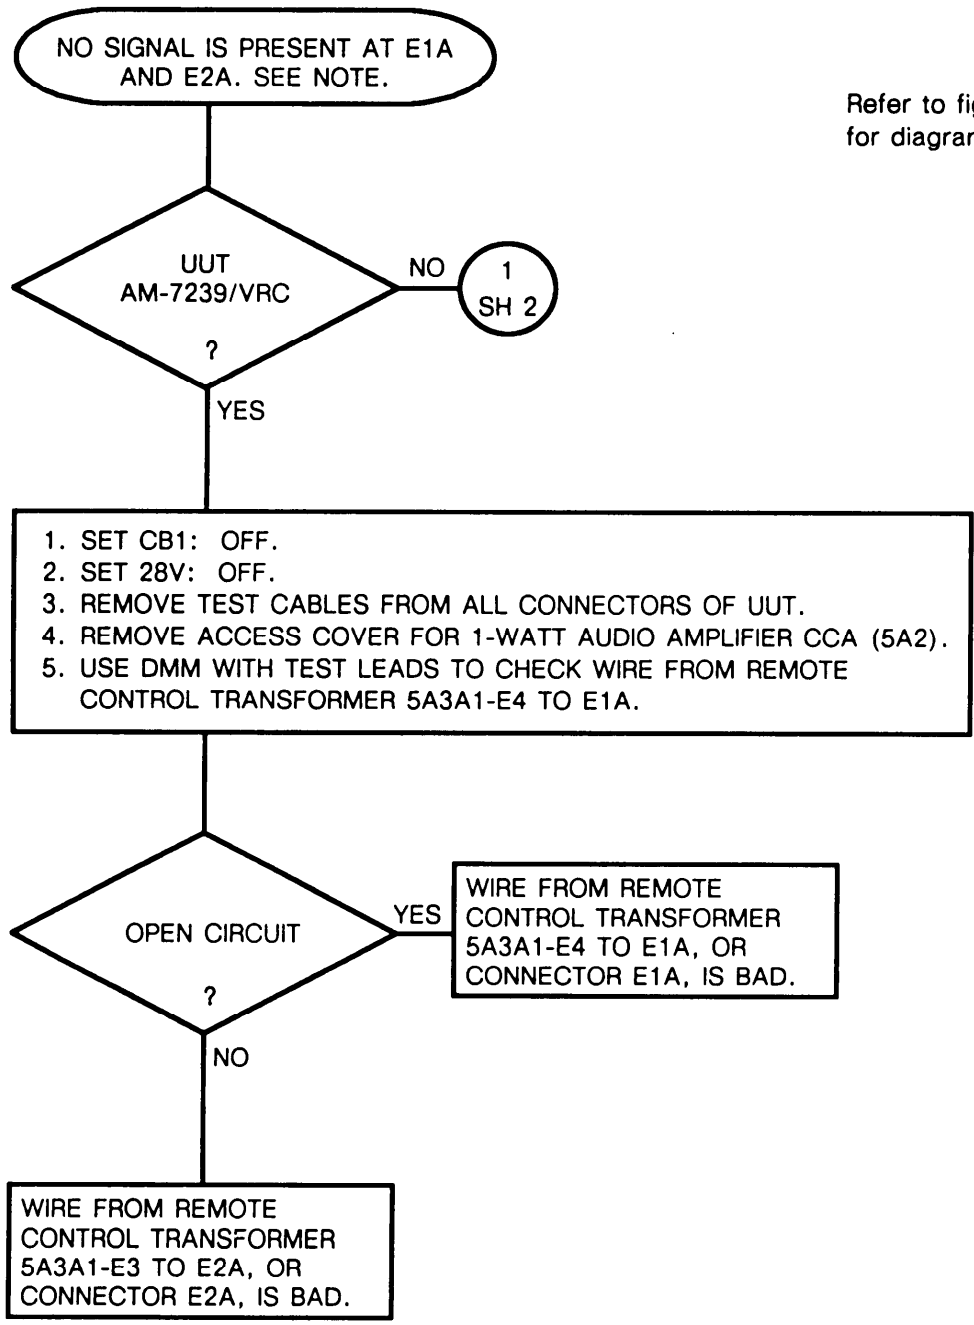 NO SIGNAL IS PRESENT AT E1A
AND E2A. SEE NOTE.
Refer to
for
UUT
AM-7239/VRC
?
NO
1
SH 2
YES
1. SET CB1: OFF.
2. SET 28V: OFF.
3. REMOVE TEST CABLES FROM ALL CONNECTORS OF UUT.
4. REMOVE ACCESS COVER FOR 1-WATT AUDIO AMPLIFIER CCA (5A2).
5. USE DMM WITH TEST LEADS TO CHECK WIRE FROM REMOTE
CONTROL TRANSFORMER 5A3A1-E4 TO E1A.
OPEN CIRCUIT
?
YES
WIRE FROM REMOTE
CONTROL TRANSFORMER
5A3A1-E4 TO E1A, OR
CONNECTOR E1A, IS BAD.
NO
WIRE FROM REMOTE
CONTROL TRANSFORMER
5A3A1-E3 TO E2A, OR
CONNECTOR E2A, IS BAD.